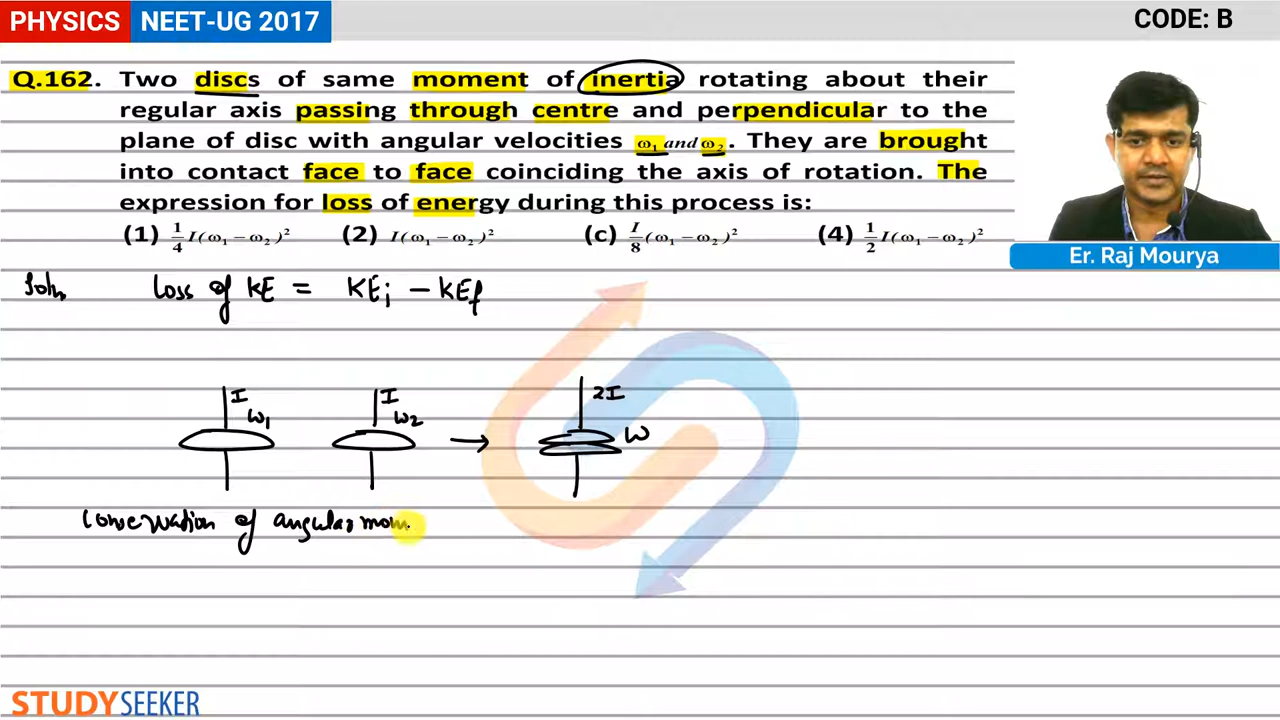 PHYSICS NEET-UG 2017
CODE: B
Q.162. Two discs of same moment of inertia rotating about their
regular axis passing through centre and perpendicular to the
plane of disc with angular velocities ω₁ and ω₂. They are brought
into contact face to face coinciding the axis of rotation. The
expression for loss of energy during this process is:
(1) 1/4 I(ω₁ – ω₂)² (2) I(ω₁ – ω₂)² (c) I/8 (ω₁ – ω₂)² (4) 1/2 I(ω₁ – ω₂)²
Er. Raj Mourya
Soln Loss of KE = KEi – KEf
I I 2I
ω₁ ω₂ → ω
Conservation of angular mom
STUDYSEEKER